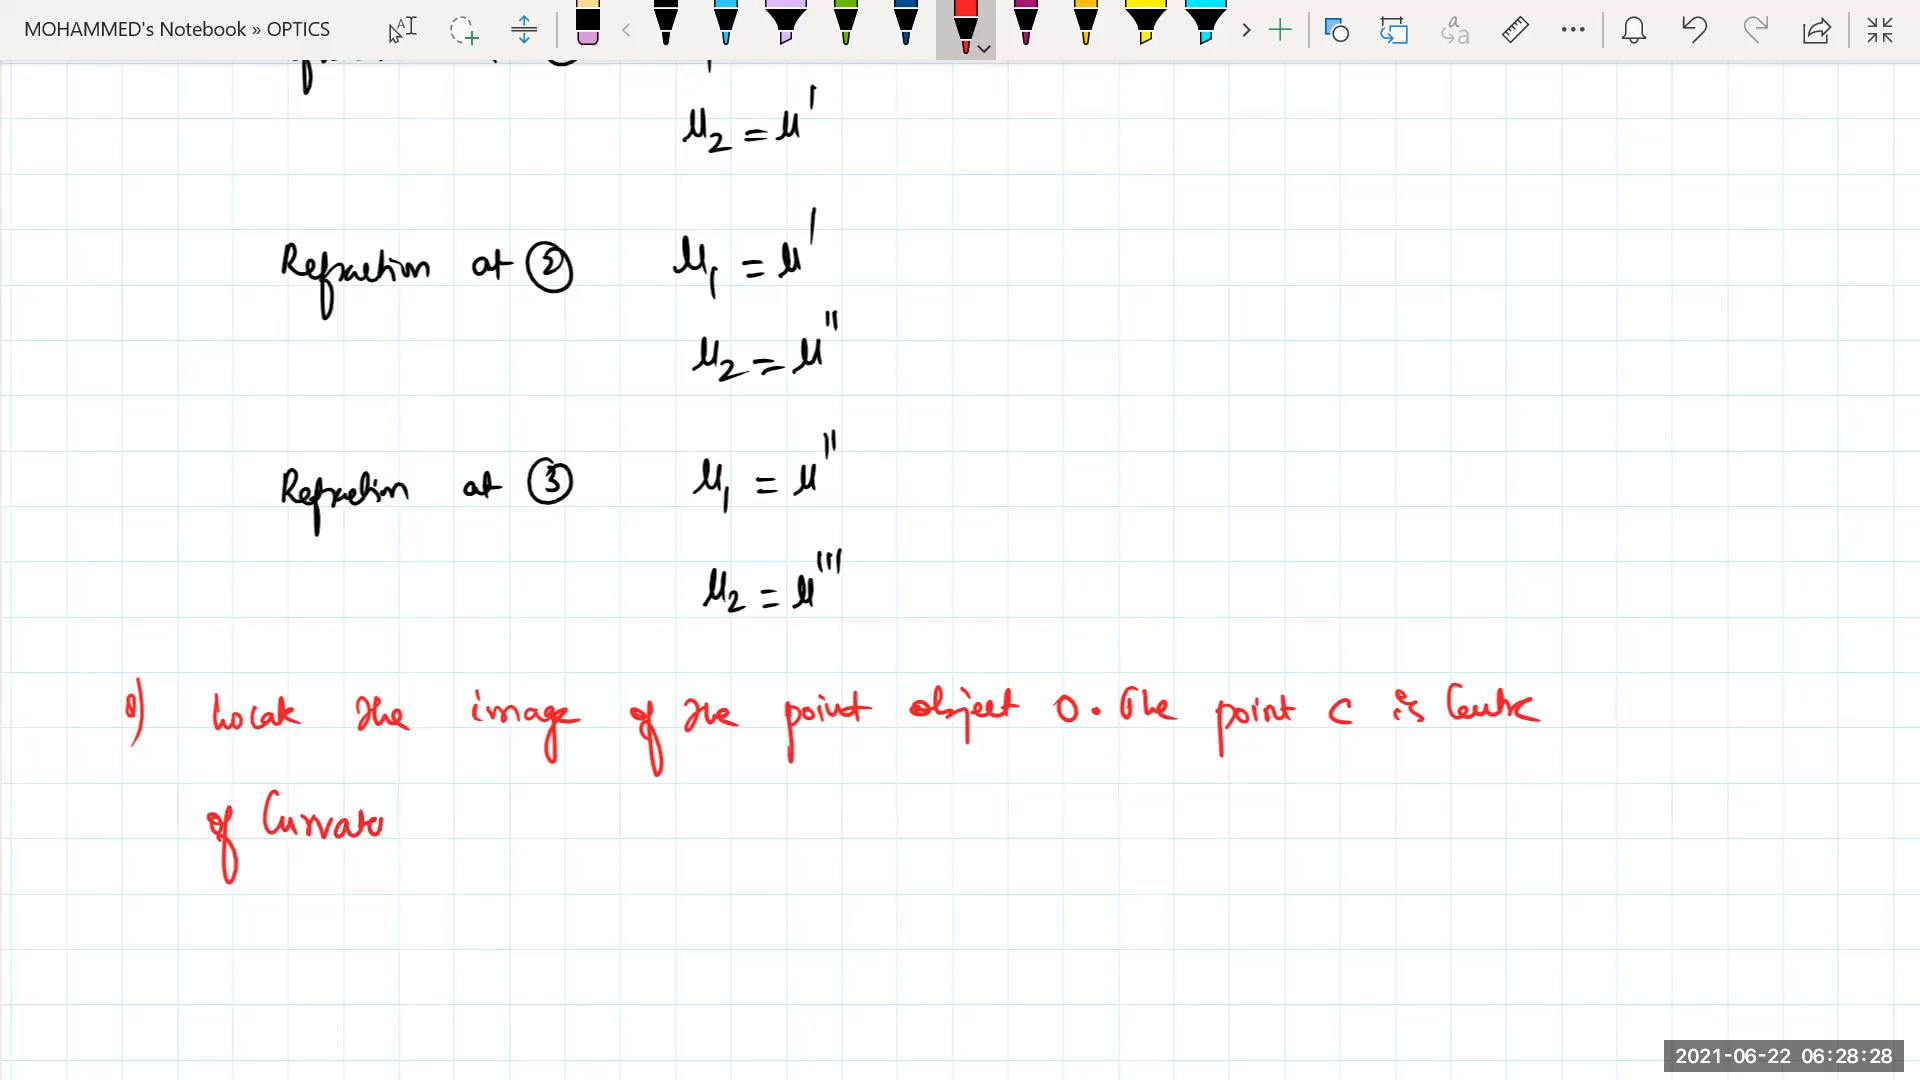 MOHAMMED's Notebook » OPTICS
μ₂ = μ'
Refraction at ② μ₁ = μ'
μ₂ = μ''
Refraction at ③ μ₁ = μ''
μ₂ = μ'''
Q) Locate the image of the point object O. The point C is Centre
of Curvatu
2021-06-22 06:28:28